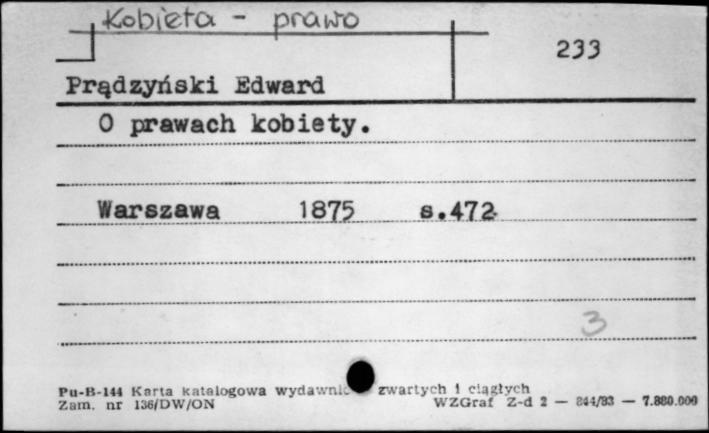 Kobieta - prawo
233
Prądzyński Edward
O prawach kobiety.
Warszawa 1875 s.472
3
Pu-B-144 Karta katalogowa zwartych i ciągłych
Zam. nr 136/DW/ON WZGraf Z-d 2 — 844/83 — 7.880.000